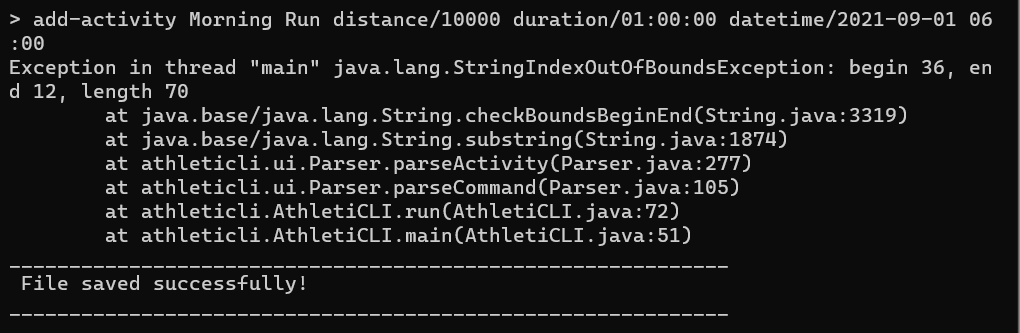 > add-activity Morning Run distance/10000 duration/01:00:00 datetime/2021-09-01 06
:00
Exception in thread "main" java.lang.StringIndexOutOfBoundsException: begin 36, en
d 12, length 70
        at java.base/java.lang.String.checkBoundsBeginEnd(String.java:3319)
        at java.base/java.lang.String.substring(String.java:1874)
        at athleticli.ui.Parser.parseActivity(Parser.java:277)
        at athleticli.ui.Parser.parseCommand(Parser.java:105)
        at athleticli.AthletiCLI.run(AthletiCLI.java:72)
        at athleticli.AthletiCLI.main(AthletiCLI.java:51)
____________________________________________________________
 File saved successfully!
____________________________________________________________